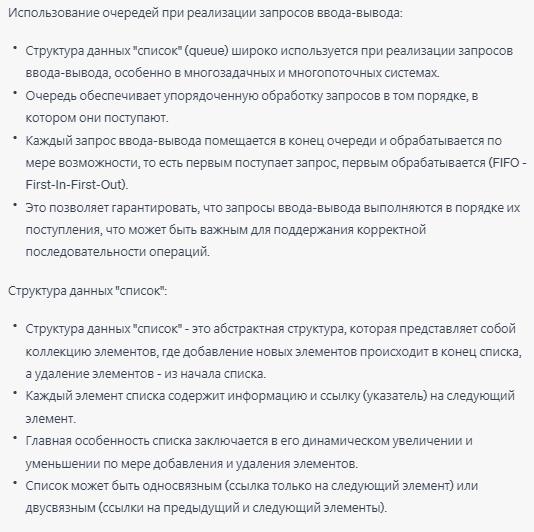 Использование очередей при реализации запросов ввода-вывода:
• Структура данных "список" (queue) широко используется при реализации запросов
ввода-вывода, особенно в многозадачных и многопоточных системах.
• Очередь обеспечивает упорядоченную обработку запросов в том порядке, в
котором они поступают.
• Каждый запрос ввода-вывода помещается в конец очереди и обрабатывается по
мере возможности, то есть первым поступает запрос, первым обрабатывается (FIFO -
First-In-First-Out).
• Это позволяет гарантировать, что запросы ввода-вывода выполняются в порядке их
поступления, что может быть важным для поддержания корректной
последовательности операций.
Структура данных "список":
• Структура данных "список" - это абстрактная структура, которая представляет собой
коллекцию элементов, где добавление новых элементов происходит в конец списка,
а удаление элементов - из начала списка.
• Каждый элемент списка содержит информацию и ссылку (указатель) на следующий
элемент.
• Главная особенность списка заключается в его динамическом увеличении и
уменьшении по мере добавления и удаления элементов.
• Список может быть односвязным (ссылка только на следующий элемент) или
двусвязным (ссылки на предыдущий и следующий элементы).